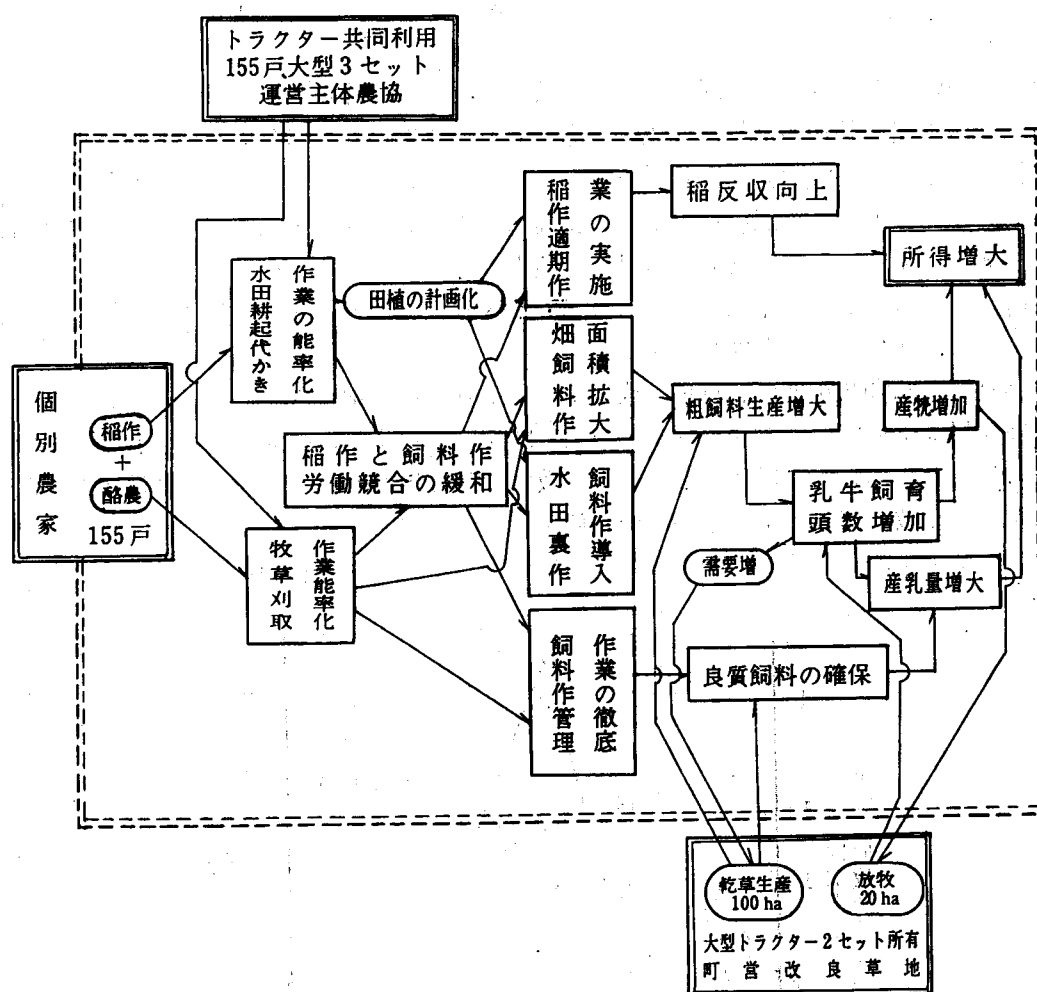 トラクター共同利用
155戸大型3セット
運営主体農協
個別農家
稲作
+
酪農
155戸
水田耕起代かき
作業の能率化
牧草刈取
作業能率化
田植の計画化
稲作と飼料作
労働競合の緩和
稲作適期作
業の実施
畑飼料作
面積拡大
水田裏作
飼料作導入
飼料作管理
作業の徹底
稲反収向上
所得増大
粗飼料生産増大
産犢増加
乳牛飼育
頭数増加
需要増
産乳量増大
良質飼料の確保
乾草生産
100 ha
放牧
20 ha
大型トラクター2セット所有
町営改良草地